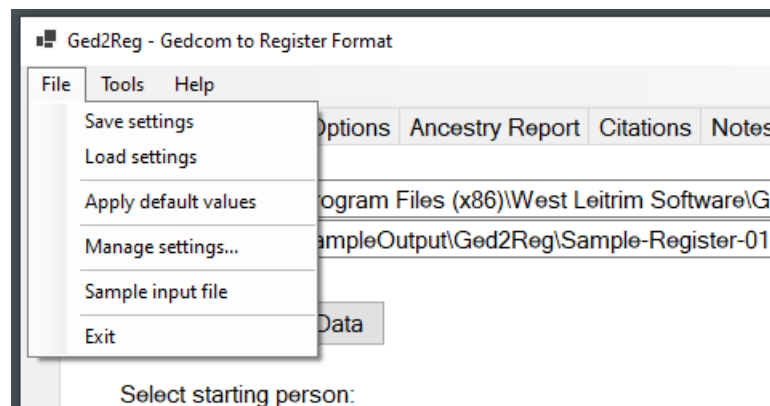 Ged2Reg - Gedcom to Register Format
File Tools Help
Save settings
Load settings
Apply default values
Manage settings...
Sample input file
Exit
Options Ancestry Report Citations Notes
ogram Files (x86)\West Leitrim Software\G
ampleOutput\Ged2Reg\Sample-Register-01
Data
Select starting person: